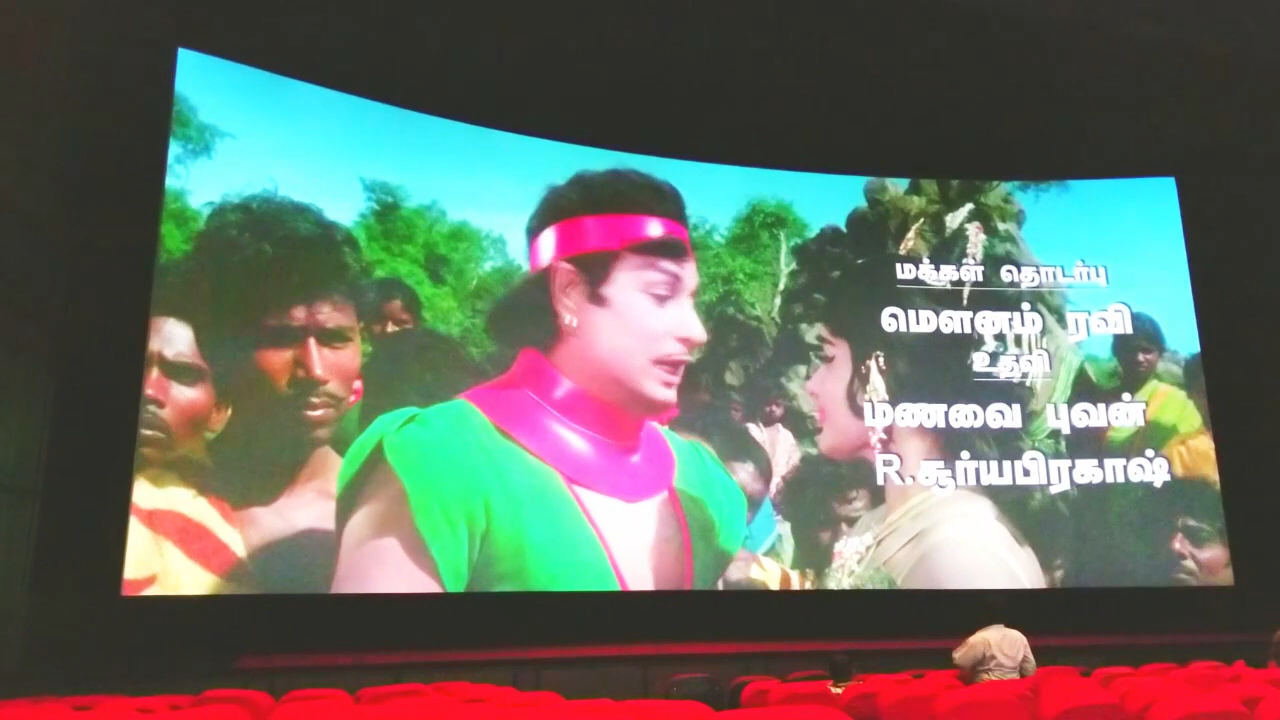 மக்கள் தொடர்பு
மௌனம் ரவி
உதவி
மணவை புவன்
R.சூர்யபிரகாஷ்